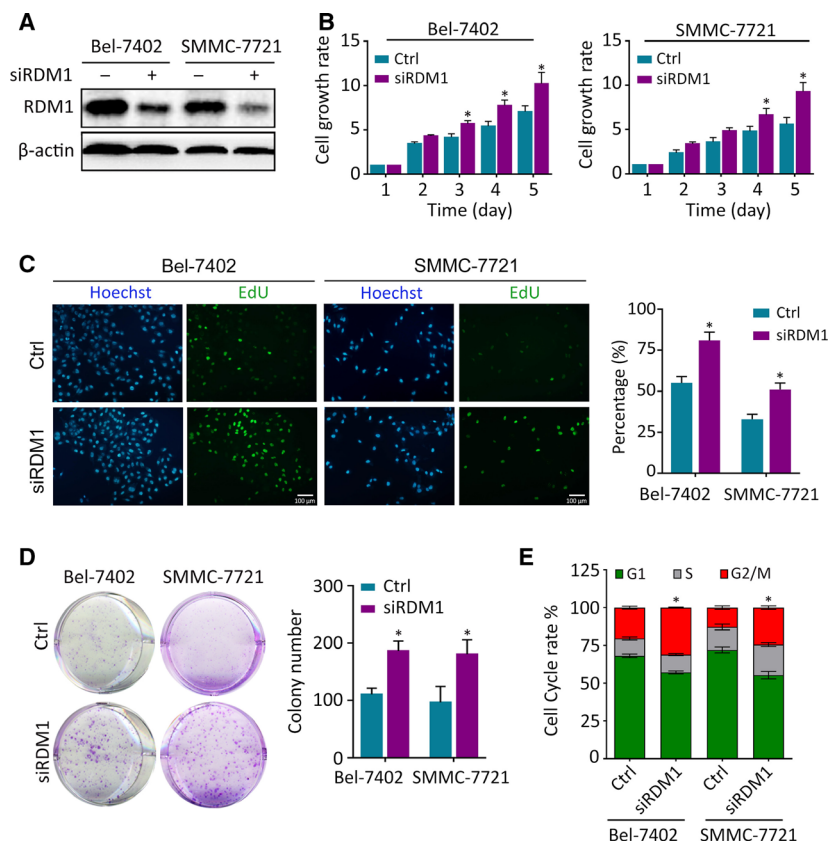 A
Bel-7402 SMMC-7721
siRDM1 – + – +
RDM1
β-actin
B
Bel-7402
Cell growth rate
15
10
5
0
Ctrl
siRDM1
* * *
1 2 3 4 5
Time (day)
SMMC-7721
Cell growth rate
15
10
5
0
Ctrl
siRDM1
* *
1 2 3 4 5
Time (day)
C
Bel-7402 SMMC-7721
Hoechst EdU Hoechst EdU
Ctrl
siRDM1
100 µm 100 µm
Percentage (%)
100
75
50
25
0
Ctrl
siRDM1
* *
Bel-7402 SMMC-7721
D
Bel-7402 SMMC-7721
Ctrl
siRDM1
Colony number
300
200
100
0
Ctrl
siRDM1
* *
Bel-7402 SMMC-7721
E
G1 S G2/M
Cell Cycle rate %
125
100
75
50
25
0
* *
Ctrl siRDM1 Ctrl siRDM1
Bel-7402 SMMC-7721